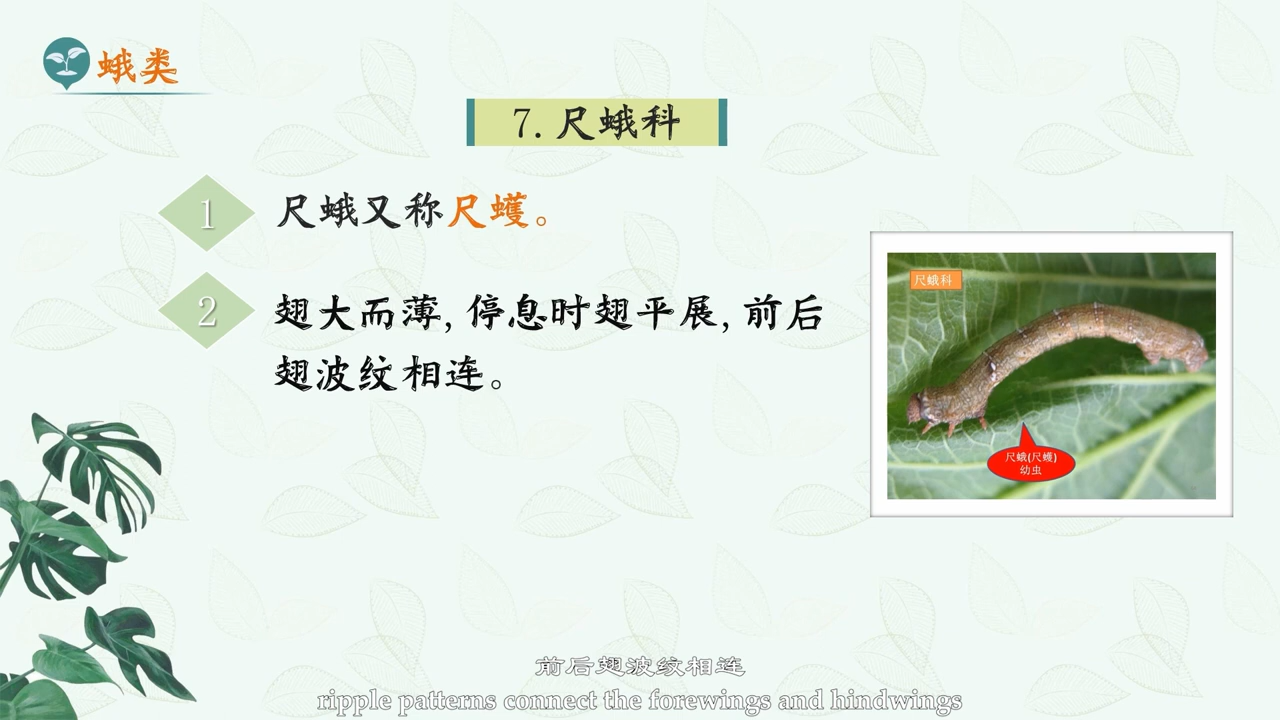 蛾类
7.尺蛾科
1
尺蛾又称尺蠖。
2
翅大而薄,停息时翅平展,前后
翅波纹相连。
尺蛾科
尺蛾(尺蠖)
幼虫
前后翅波纹相连
ripple patterns connect the forewings and hindwings